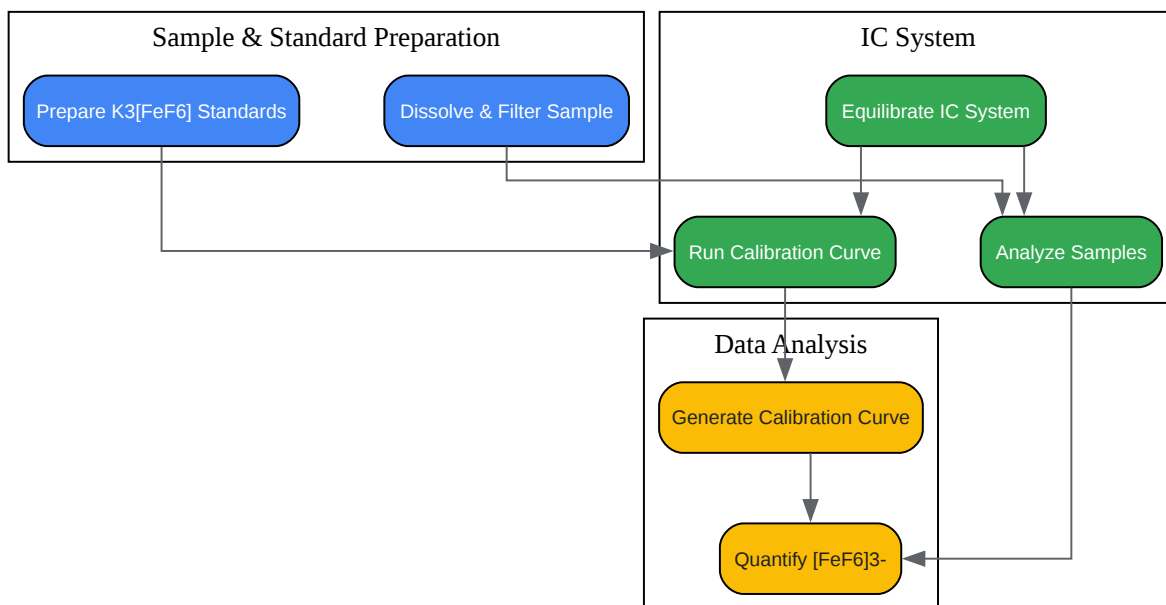 Sample & Standard Preparation
IC System
Prepare K3[FeF6] Standards
Dissolve & Filter Sample
Equilibrate IC System
Run Calibration Curve
Analyze Samples
Data Analysis
Generate Calibration Curve
Quantify [FeF6]3-